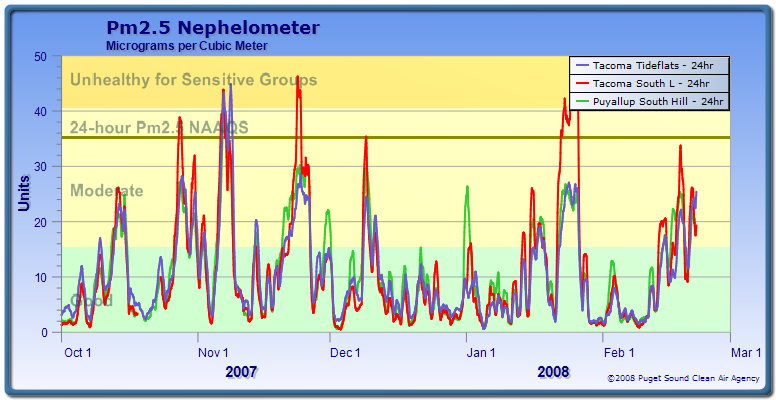 Pm2.5 Nephelometer
Micrograms per Cubic Meter
50
Unhealthy for Sensitive Groups
Tacoma Tideflats - 24hr
Tacoma South L - 24hr
Puyallup South Hill - 24hr
40
24-hour Pm2.5 NAAQS
30
Moderate
Units
20
10
Good
0
Oct 1 Nov 1 Dec 1 Jan 1 Feb 1 Mar 1
2007 2008
©2008 Puget Sound Clean Air Agency